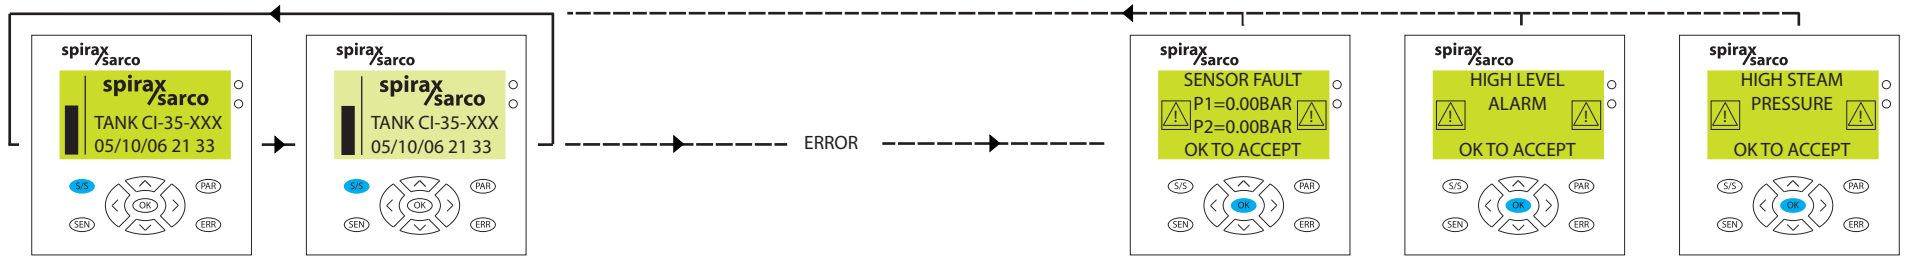 spirax
sarco
spirax
sarco
TANK CI-35-XXX
05/10/06 21 33
S/S
PAR
OK
SEN
ERR
spirax
sarco
spirax
sarco
TANK CI-35-XXX
05/10/06 21 33
S/S
PAR
OK
SEN
ERR
ERROR
spirax
sarco
SENSOR FAULT
P1=0.00BAR
P2=0.00BAR
OK TO ACCEPT
S/S
PAR
OK
SEN
ERR
spirax
sarco
HIGH LEVEL
ALARM
OK TO ACCEPT
S/S
PAR
OK
SEN
ERR
spirax
sarco
HIGH STEAM
PRESSURE
OK TO ACCEPT
S/S
PAR
OK
SEN
ERR